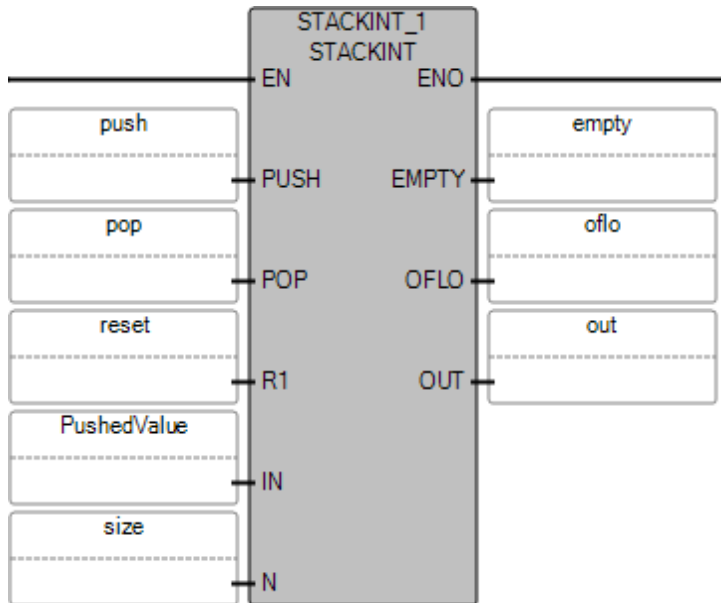 STACKINT_1
STACKINT
EN ENO
push empty
PUSH EMPTY
pop oflo
POP OFLO
reset out
R1 OUT
PushedValue
IN
size
N